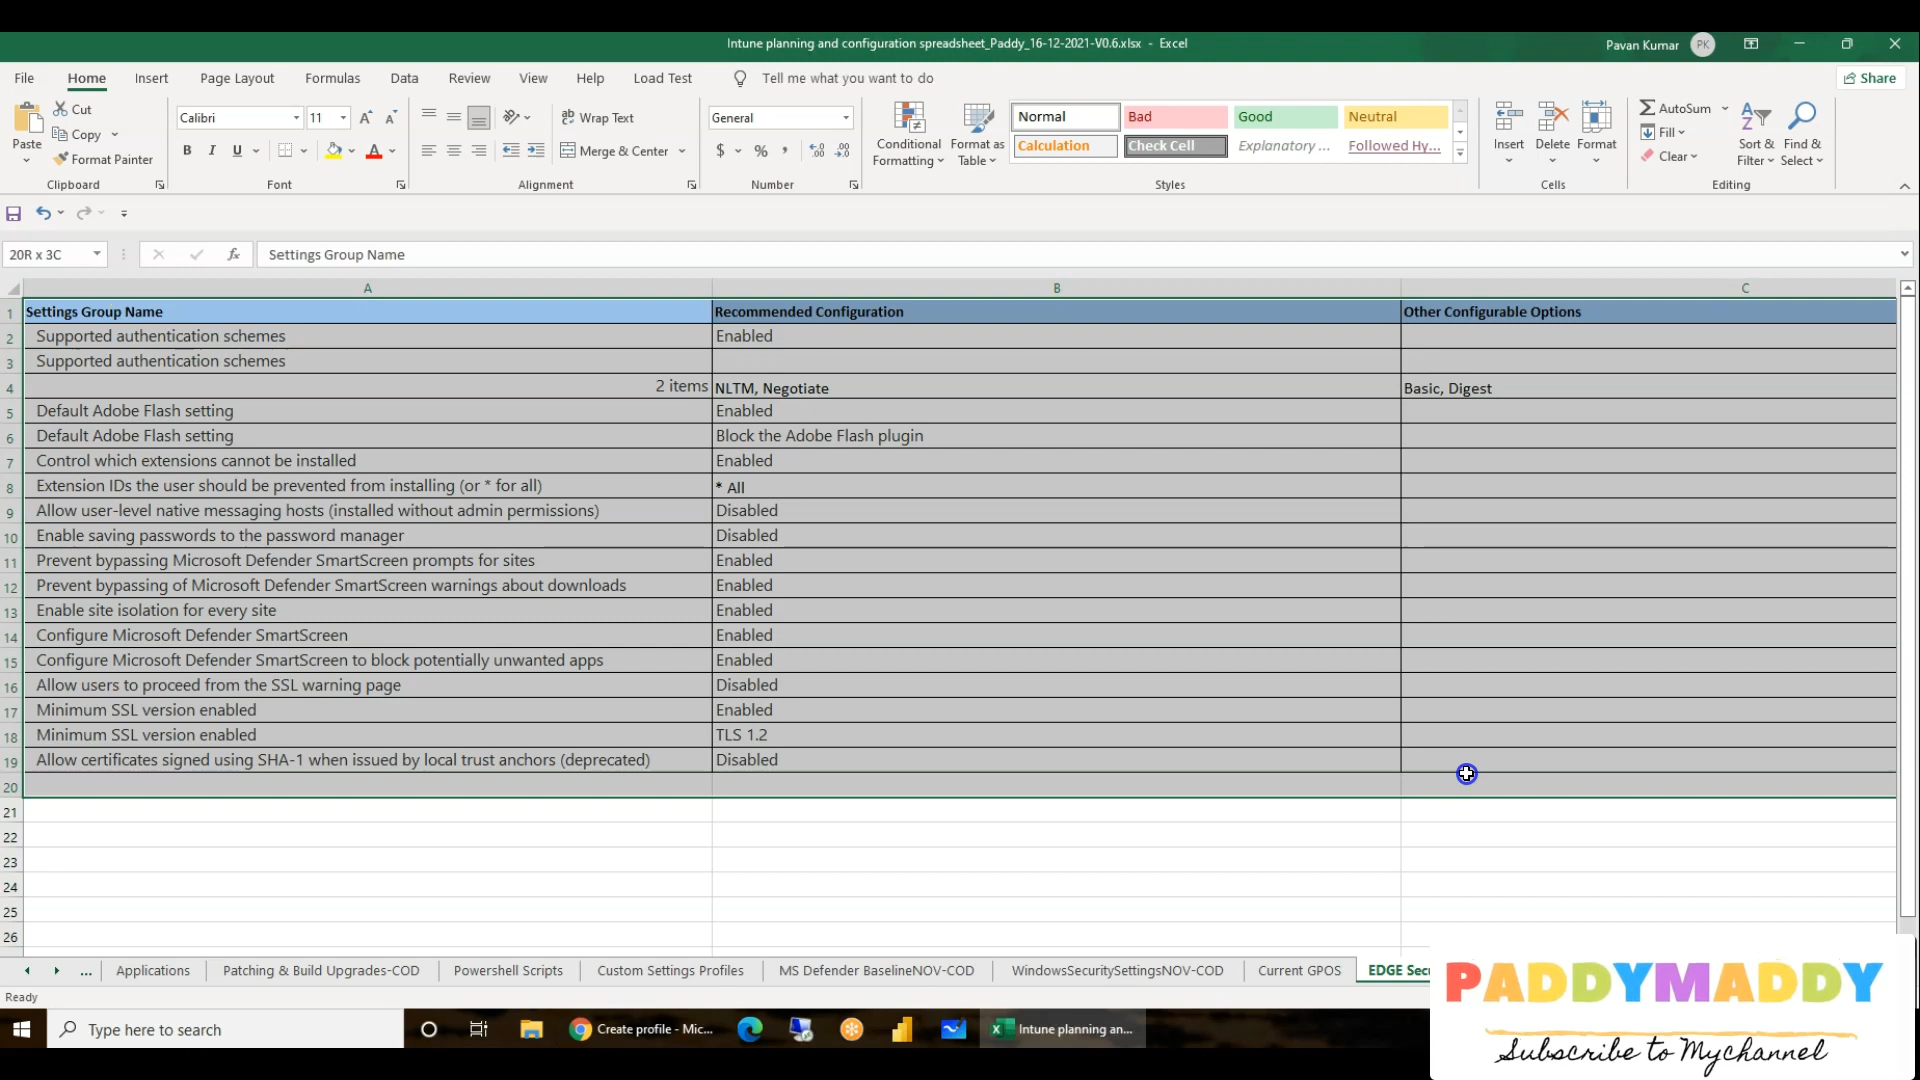 Intune planning and configuration spreadsheet_Paddy_16-12-2021-V0.6.xlsx - Excel
Pavan Kumar PK
File Home Insert Page Layout Formulas Data Review View Help Load Test Tell me what you want to do Share
Cut
Copy
Format Painter
Paste
Clipboard
Calibri 11
B I U
Font
Wrap Text
Merge & Center
Alignment
General
$ % ,
Number
Conditional Formatting
Format as Table
Normal Bad Good Neutral
Calculation Check Cell Explanatory ... Followed Hy...
Styles
Insert Delete Format
Cells
AutoSum
Fill
Clear
Sort & Filter
Find & Select
Editing
20R x 3C fx Settings Group Name
A B C
1 Settings Group Name Recommended Configuration Other Configurable Options
2 Supported authentication schemes Enabled
3 Supported authentication schemes
4 2 items NLTM, Negotiate Basic, Digest
5 Default Adobe Flash setting Enabled
6 Default Adobe Flash setting Block the Adobe Flash plugin
7 Control which extensions cannot be installed Enabled
8 Extension IDs the user should be prevented from installing (or * for all) * All
9 Allow user-level native messaging hosts (installed without admin permissions) Disabled
10 Enable saving passwords to the password manager Disabled
11 Prevent bypassing Microsoft Defender SmartScreen prompts for sites Enabled
12 Prevent bypassing of Microsoft Defender SmartScreen warnings about downloads Enabled
13 Enable site isolation for every site Enabled
14 Configure Microsoft Defender SmartScreen Enabled
15 Configure Microsoft Defender SmartScreen to block potentially unwanted apps Enabled
16 Allow users to proceed from the SSL warning page Disabled
17 Minimum SSL version enabled Enabled
18 Minimum SSL version enabled TLS 1.2
19 Allow certificates signed using SHA-1 when issued by local trust anchors (deprecated) Disabled
20
21
22
23
24
25
26
... Applications Patching & Build Upgrades-COD Powershell Scripts Custom Settings Profiles MS Defender BaselineNOV-COD WindowsSecuritySettingsNOV-COD Current GPOS EDGE Secu
Ready
Type here to search Create profile - Mic... Intune planning an...
PADDYMADDY
Subscribe to Mychannel